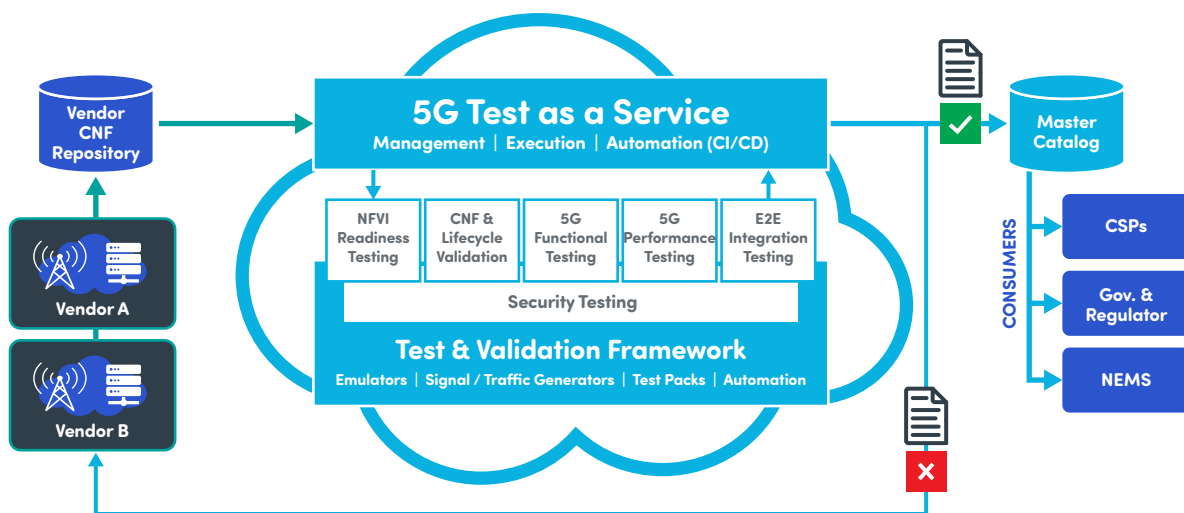 Vendor
CNF
Repository
Vendor A
Vendor B
5G Test as a Service
Management | Execution | Automation (CI/CD)
NFVI
Readiness
Testing
CNF &
Lifecycle
Validation
5G
Functional
Testing
5G
Performance
Testing
E2E
Integration
Testing
Security Testing
Test & Validation Framework
Emulators | Signal / Traffic Generators | Test Packs | Automation
Master
Catalog
CONSUMERS
CSPs
Gov. &
Regulator
NEMS